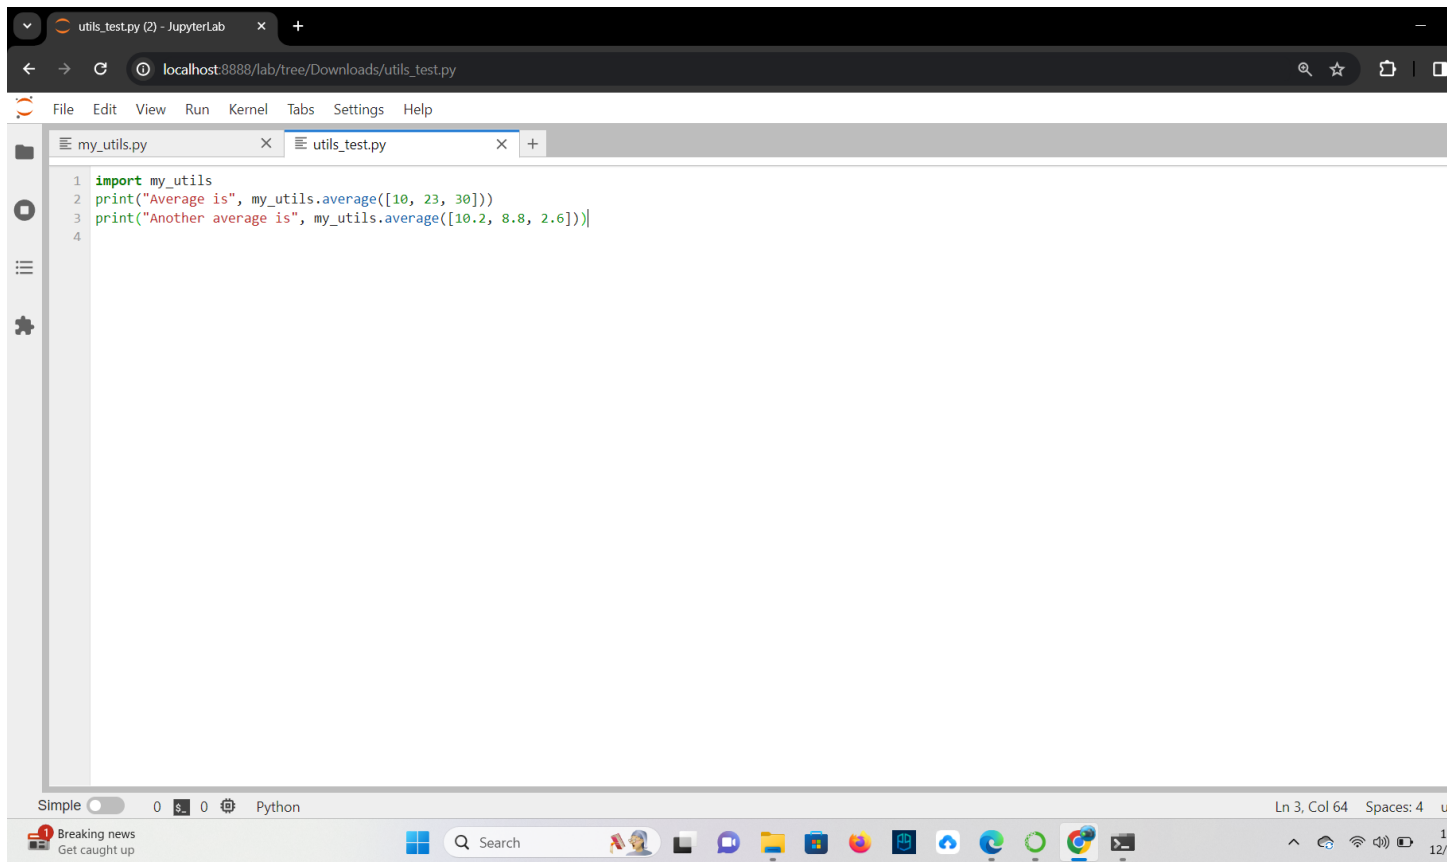 utils_test.py (2) - JupyterLab
localhost:8888/lab/tree/Downloads/utils_test.py
File Edit View Run Kernel Tabs Settings Help
my_utils.py utils_test.py
1 import my_utils
2 print("Average is", my_utils.average([10, 23, 30]))
3 print("Another average is", my_utils.average([10.2, 8.8, 2.6]))
4
Simple 0 $_ 0 Python Ln 3, Col 64 Spaces: 4
1 Breaking news
Get caught up
Search
1
12/